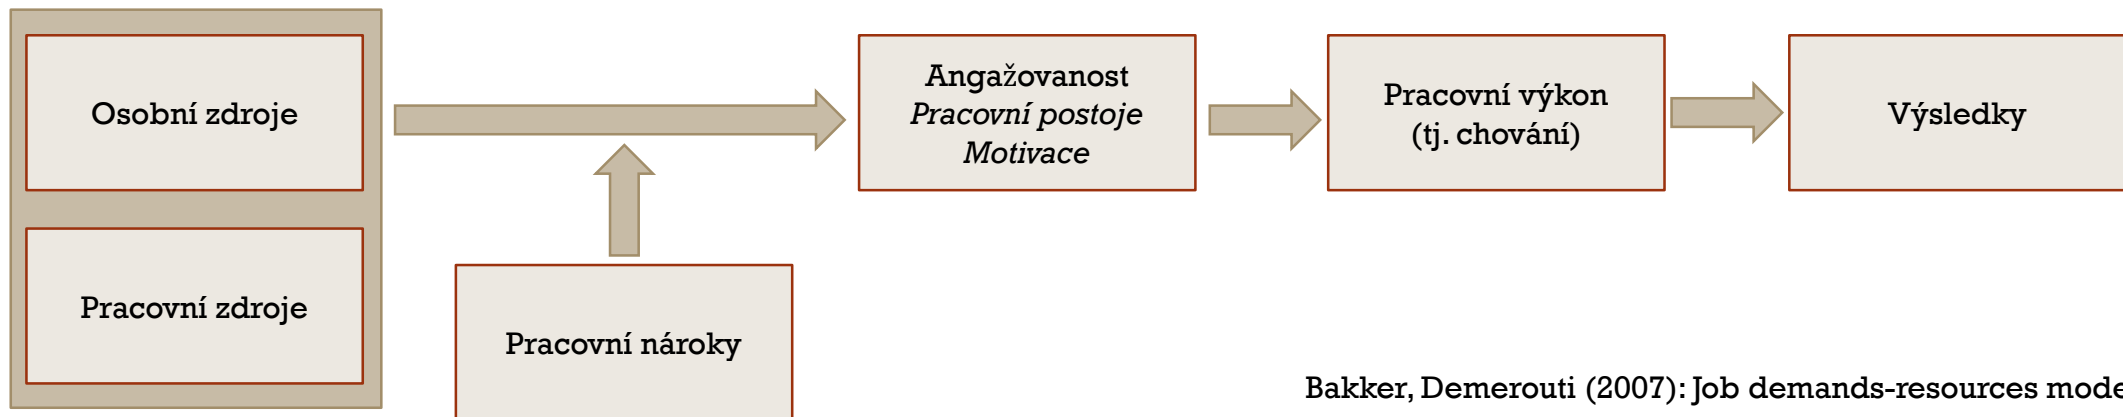 Osobní zdroje
Pracovní zdroje
Pracovní nároky
Angažovanost
Pracovní postoje
Motivace
Pracovní výkon
(tj. chování)
Výsledky
Bakker, Demerouti (2007): Job demands-resources mode